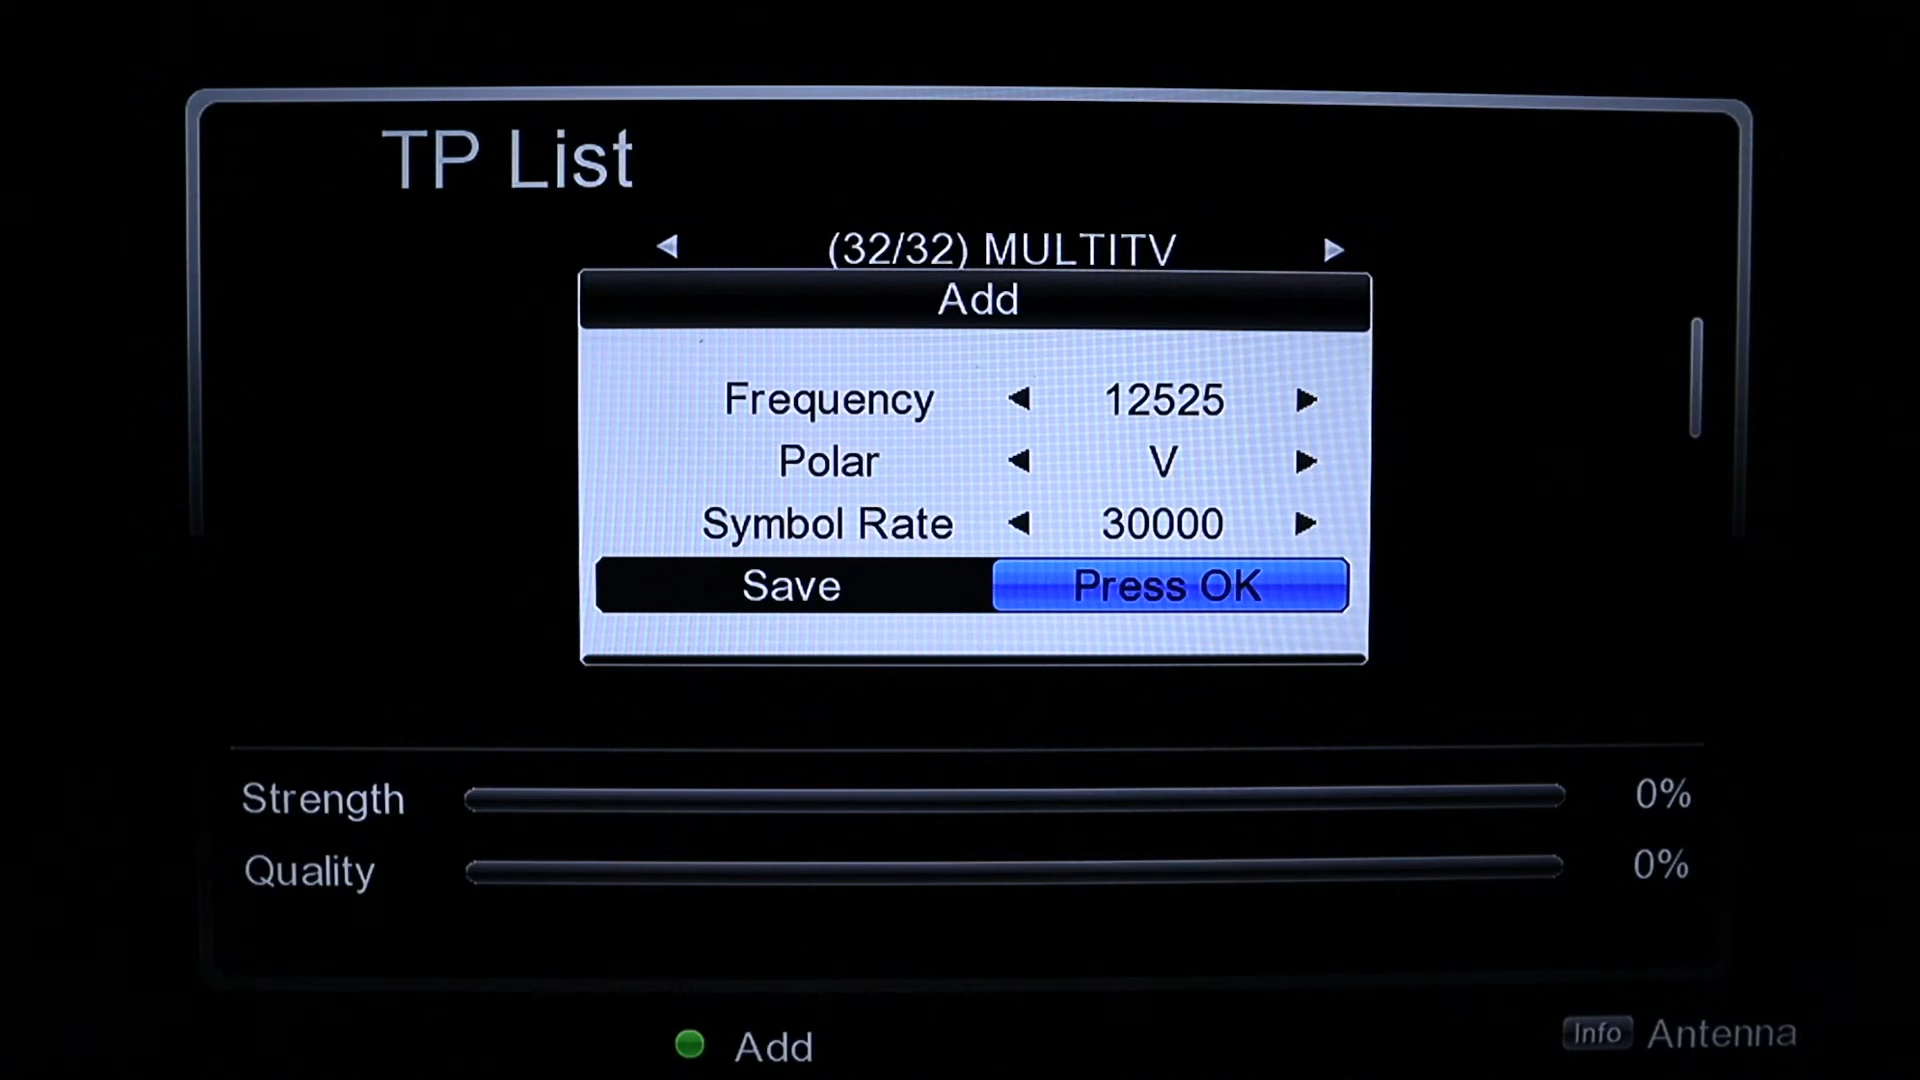 TP List
(32/32) MULTITV
Add
Frequency 12525
Polar V
Symbol Rate 30000
Save Press OK
Strength 0%
Quality 0%
Add
Info Antenna